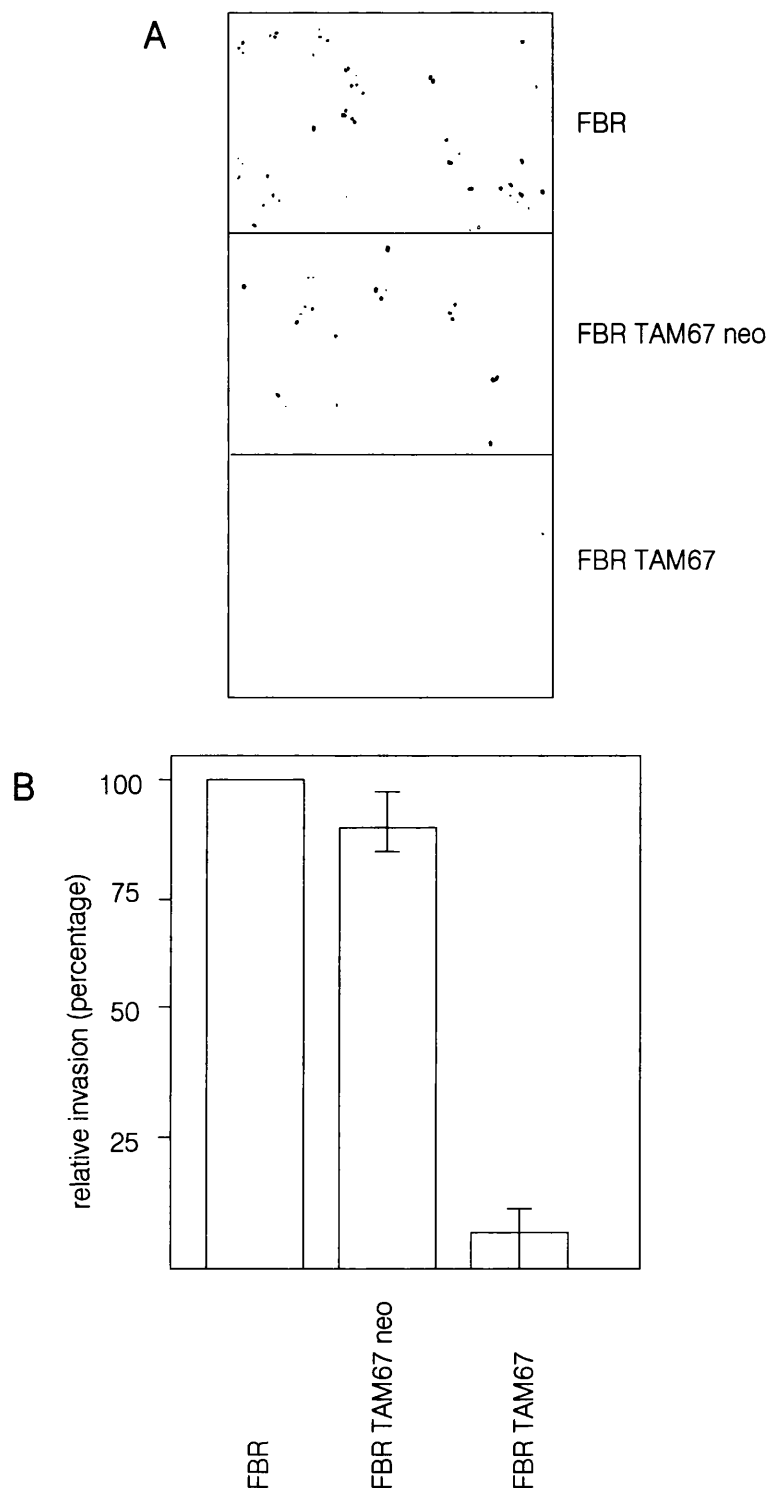 A
FBR
FBR TAM67 neo
FBR TAM67
B
relative invasion (percentage)
100
75
50
25
FBR
FBR TAM67 neo
FBR TAM67